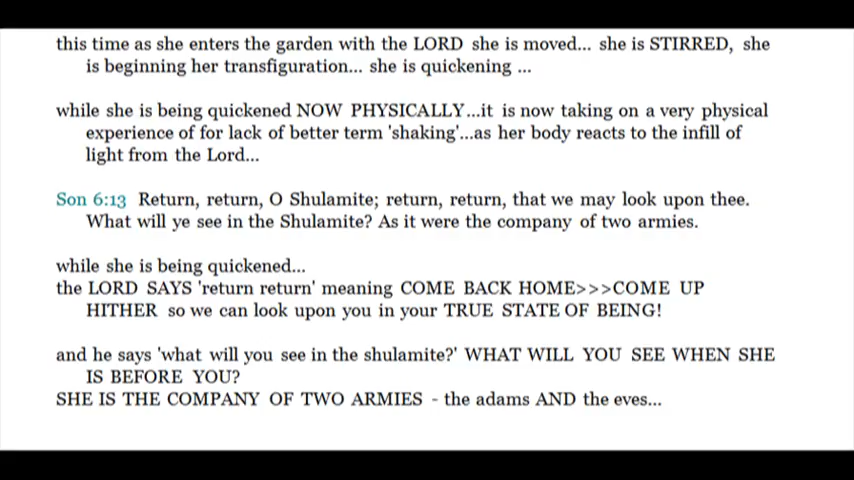 this time as she enters the garden with the LORD she is moved... she is STIRRED, she
is beginning her transfiguration... she is quickening ...
while she is being quickened NOW PHYSICALLY...it is now taking on a very physical
experience of for lack of better term 'shaking'...as her body reacts to the infill of
light from the Lord...
Son 6:13 Return, return, O Shulamite; return, return, that we may look upon thee.
What will ye see in the Shulamite? As it were the company of two armies.
while she is being quickened...
the LORD SAYS 'return return' meaning COME BACK HOME>>>COME UP
HITHER so we can look upon you in your TRUE STATE OF BEING!
and he says 'what will you see in the shulamite?' WHAT WILL YOU SEE WHEN SHE
IS BEFORE YOU?
SHE IS THE COMPANY OF TWO ARMIES - the adams AND the eves...